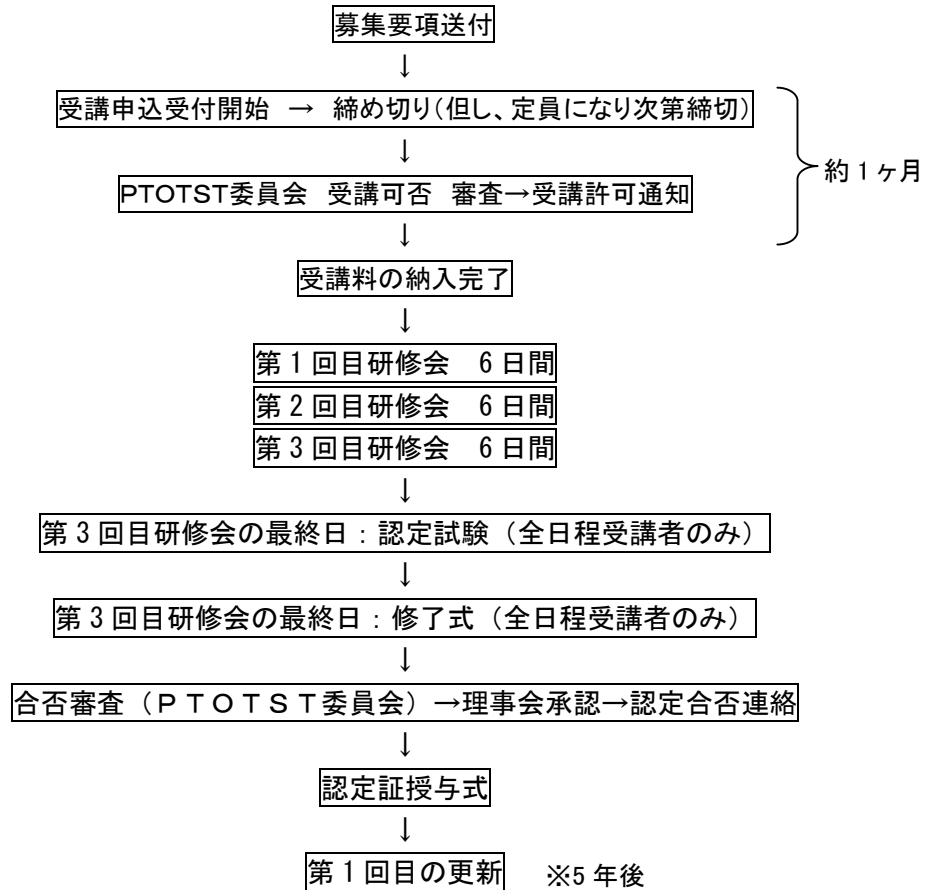 募集要項送付
↓
受講申込受付開始 → 締め切り（但し、定員になり次第締切）
↓
約１ヶ月
PTOTST委員会 受講可否 審査→受講許可通知
↓
受講料の納入完了
↓
第１回目研修会 ６日間
第２回目研修会 ６日間
第３回目研修会 ６日間
↓
第３回目研修会の最終日：認定試験（全日程受講者のみ）
↓
第３回目研修会の最終日：修了式（全日程受講者のみ）
↓
合否審査（ＰＴＯＴＳＴ委員会）→理事会承認→認定合否連絡
↓
認定証授与式
↓
第１回目の更新 ※5年後